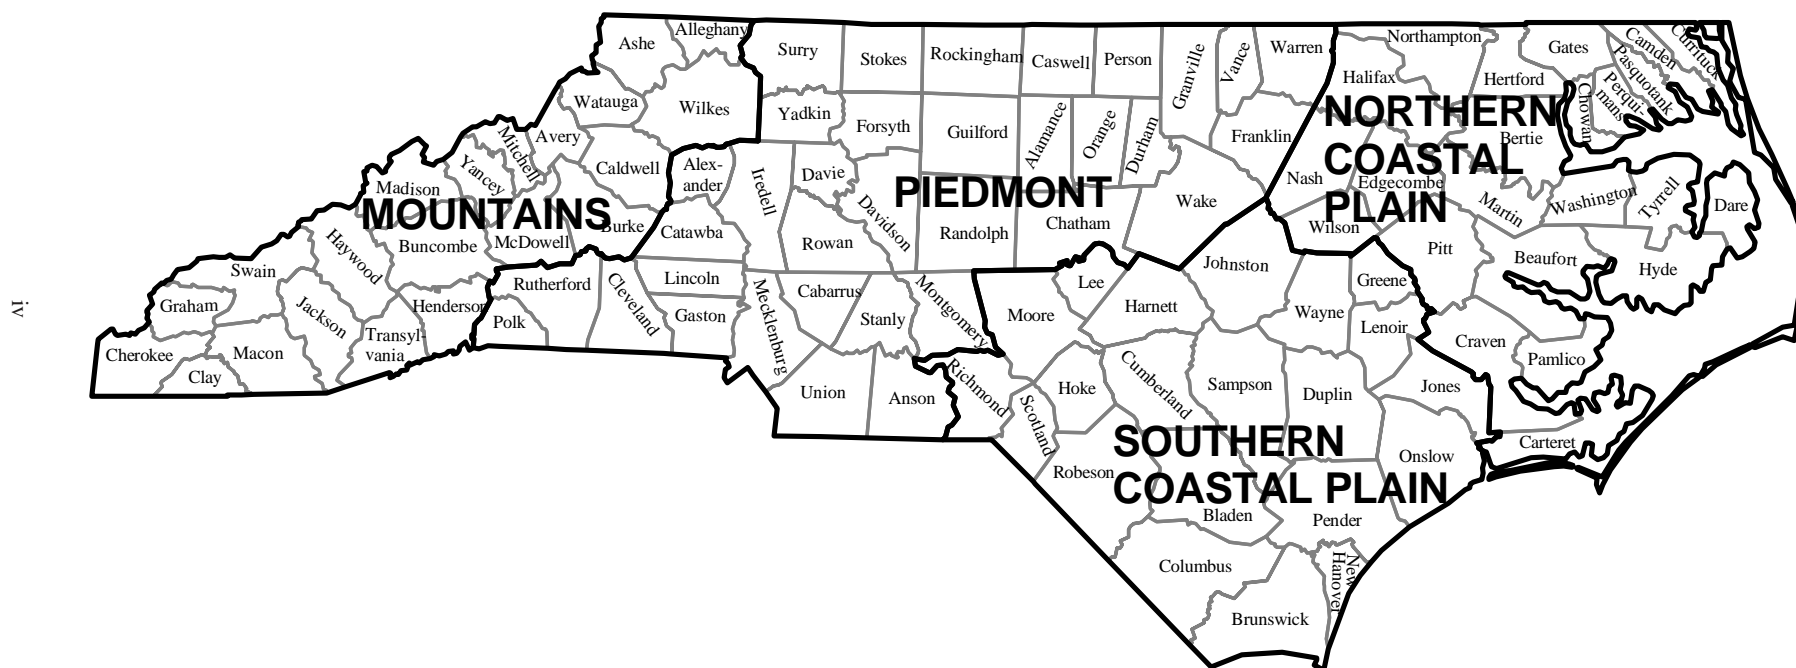 Alleghany
Ashe
Surry
Stokes
Rockingham
Caswell
Person
Granville
Vance
Warren
Northampton
Gates
Camden
Currituck
Pasquotank
Perqui-
mans
Chowan
Halifax
Hertford
Watauga
Wilkes
Yadkin
Forsyth
Guilford
Alamance
Orange
Durham
Franklin
NORTHERN
COASTAL
PLAIN
Bertie
Mitchell
Avery
Yancey
Caldwell
Alex-
ander
Iredell
Davie
Davidson
PIEDMONT
Chatham
Wake
Nash
Edgecombe
Martin
Washington
Tyrrell
Dare
Madison
MOUNTAINS
Burke
McDowell
Buncombe
Haywood
Catawba
Rowan
Randolph
Wilson
Pitt
Beaufort
Hyde
Swain
Graham
Jackson
Henderson
Transyl-
vania
Rutherford
Polk
Cleveland
Lincoln
Gaston
Mecklenburg
Cabarrus
Stanly
Montgomery
Moore
Lee
Harnett
Johnston
Wayne
Greene
Lenoir
Craven
Pamlico
iv
Cherokee
Macon
Clay
Union
Anson
Richmond
Scotland
Hoke
Cumberland
Sampson
Duplin
Jones
Carteret
Onslow
SOUTHERN
COASTAL PLAIN
Robeson
Bladen
Pender
Columbus
New
Hanover
Brunswick